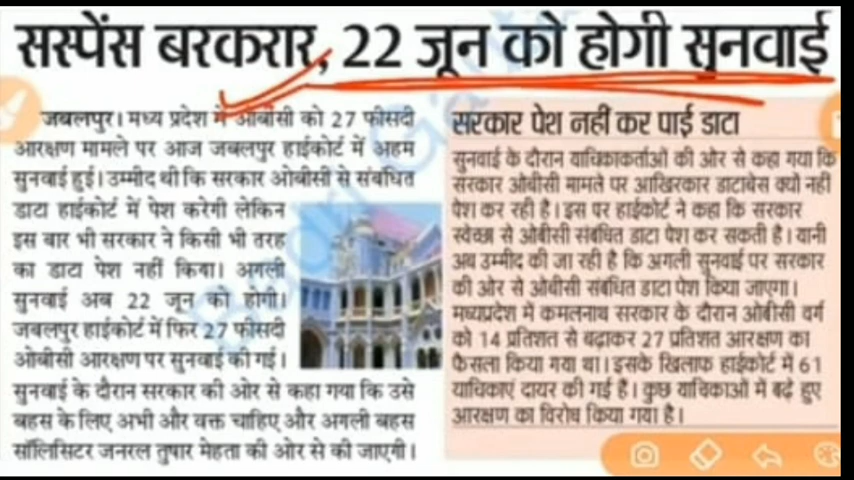 सस्पेंस बरकरार, 22 जून को होगी सुनवाई
जबलपुर। मध्य प्रदेश में ओबीसी को 27 फीसदी
आरक्षण मामले पर आज जबलपुर हाईकोर्ट में अहम
सुनवाई हुई। उम्मीद थी कि सरकार ओबीसी से संबंधित
डाटा हाईकोर्ट में पेश करेगी लेकिन
इस बार भी सरकार ने किसी भी तरह
का डाटा पेश नहीं किया। अगली
सुनवाई अब 22 जून को होगी।
जबलपुर हाईकोर्ट में फिर 27 फीसदी
ओबीसी आरक्षण पर सुनवाई की गई।
सुनवाई के दौरान सरकार की ओर से कहा गया कि उसे
बहस के लिए अभी और वक्त चाहिए और अगली बहस
सॉलिसिटर जनरल तुषार मेहता की ओर से की जाएगी।
सरकार पेश नहीं कर पाई डाटा
सुनवाई के दौरान याचिकाकर्ताओं की ओर से कहा गया कि
सरकार ओबीसी मामले पर आखिरकार डाटाबेस क्यों नहीं
पेश कर रही है। इस पर हाईकोर्ट ने कहा कि सरकार
स्वेच्छा से ओबीसी संबंधित डाटा पेश कर सकती है। यानी
अब उम्मीद की जा रही है कि अगली सुनवाई पर सरकार
की ओर से ओबीसी संबंधित डाटा पेश किया जाएगा।
मध्यप्रदेश में कमलनाथ सरकार के दौरान ओबीसी वर्ग
को 14 प्रतिशत से बढ़ाकर 27 प्रतिशत आरक्षण का
फैसला किया गया था। इसके खिलाफ हाईकोर्ट में 61
याचिकाएं दायर की गई हैं। कुछ याचिकाओं में बढ़े हुए
आरक्षण का विरोध किया गया है।